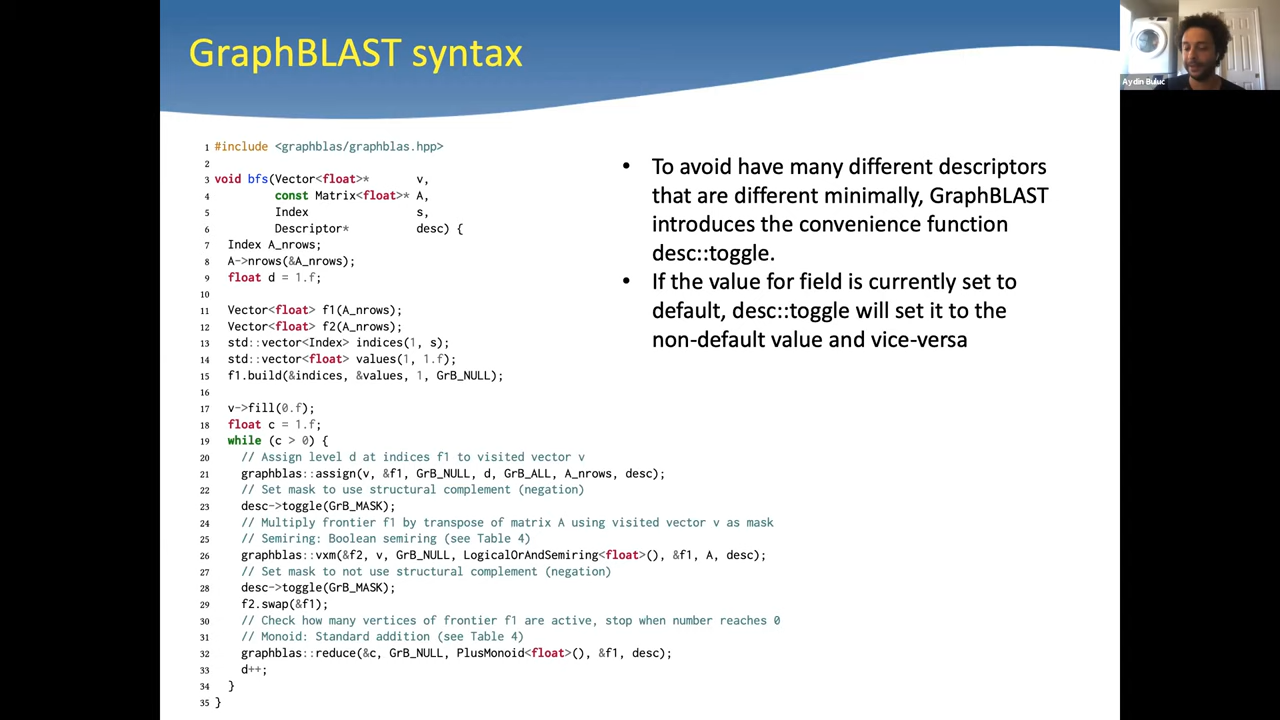 GraphBLAST syntax
Aydin Buluc
1 #include <graphblas/graphblas.hpp>
2
3 void bfs(Vector<float>* v,
4 const Matrix<float>* A,
5 Index s,
6 Descriptor* desc) {
7 Index A_nrows;
8 A->nrows(&A_nrows);
9 float d = 1.f;
10
11 Vector<float> f1(A_nrows);
12 Vector<float> f2(A_nrows);
13 std::vector<Index> indices(1, s);
14 std::vector<float> values(1, 1.f);
15 f1.build(&indices, &values, 1, GrB_NULL);
16
17 v->fill(0.f);
18 float c = 1.f;
19 while (c > 0) {
20 // Assign level d at indices f1 to visited vector v
21 graphblas::assign(v, &f1, GrB_NULL, d, GrB_ALL, A_nrows, desc);
22 // Set mask to use structural complement (negation)
23 desc->toggle(GrB_MASK);
24 // Multiply frontier f1 by transpose of matrix A using visited vector v as mask
25 // Semiring: Boolean semiring (see Table 4)
26 graphblas::vxm(&f2, v, GrB_NULL, LogicalOrAndSemiring<float>(), &f1, A, desc);
27 // Set mask to not use structural complement (negation)
28 desc->toggle(GrB_MASK);
29 f2.swap(&f1);
30 // Check how many vertices of frontier f1 are active, stop when number reaches 0
31 // Monoid: Standard addition (see Table 4)
32 graphblas::reduce(&c, GrB_NULL, PlusMonoid<float>(), &f1, desc);
33 d++;
34 }
35 }
• To avoid have many different descriptors
that are different minimally, GraphBLAST
introduces the convenience function
desc::toggle.
• If the value for field is currently set to
default, desc::toggle will set it to the
non-default value and vice-versa